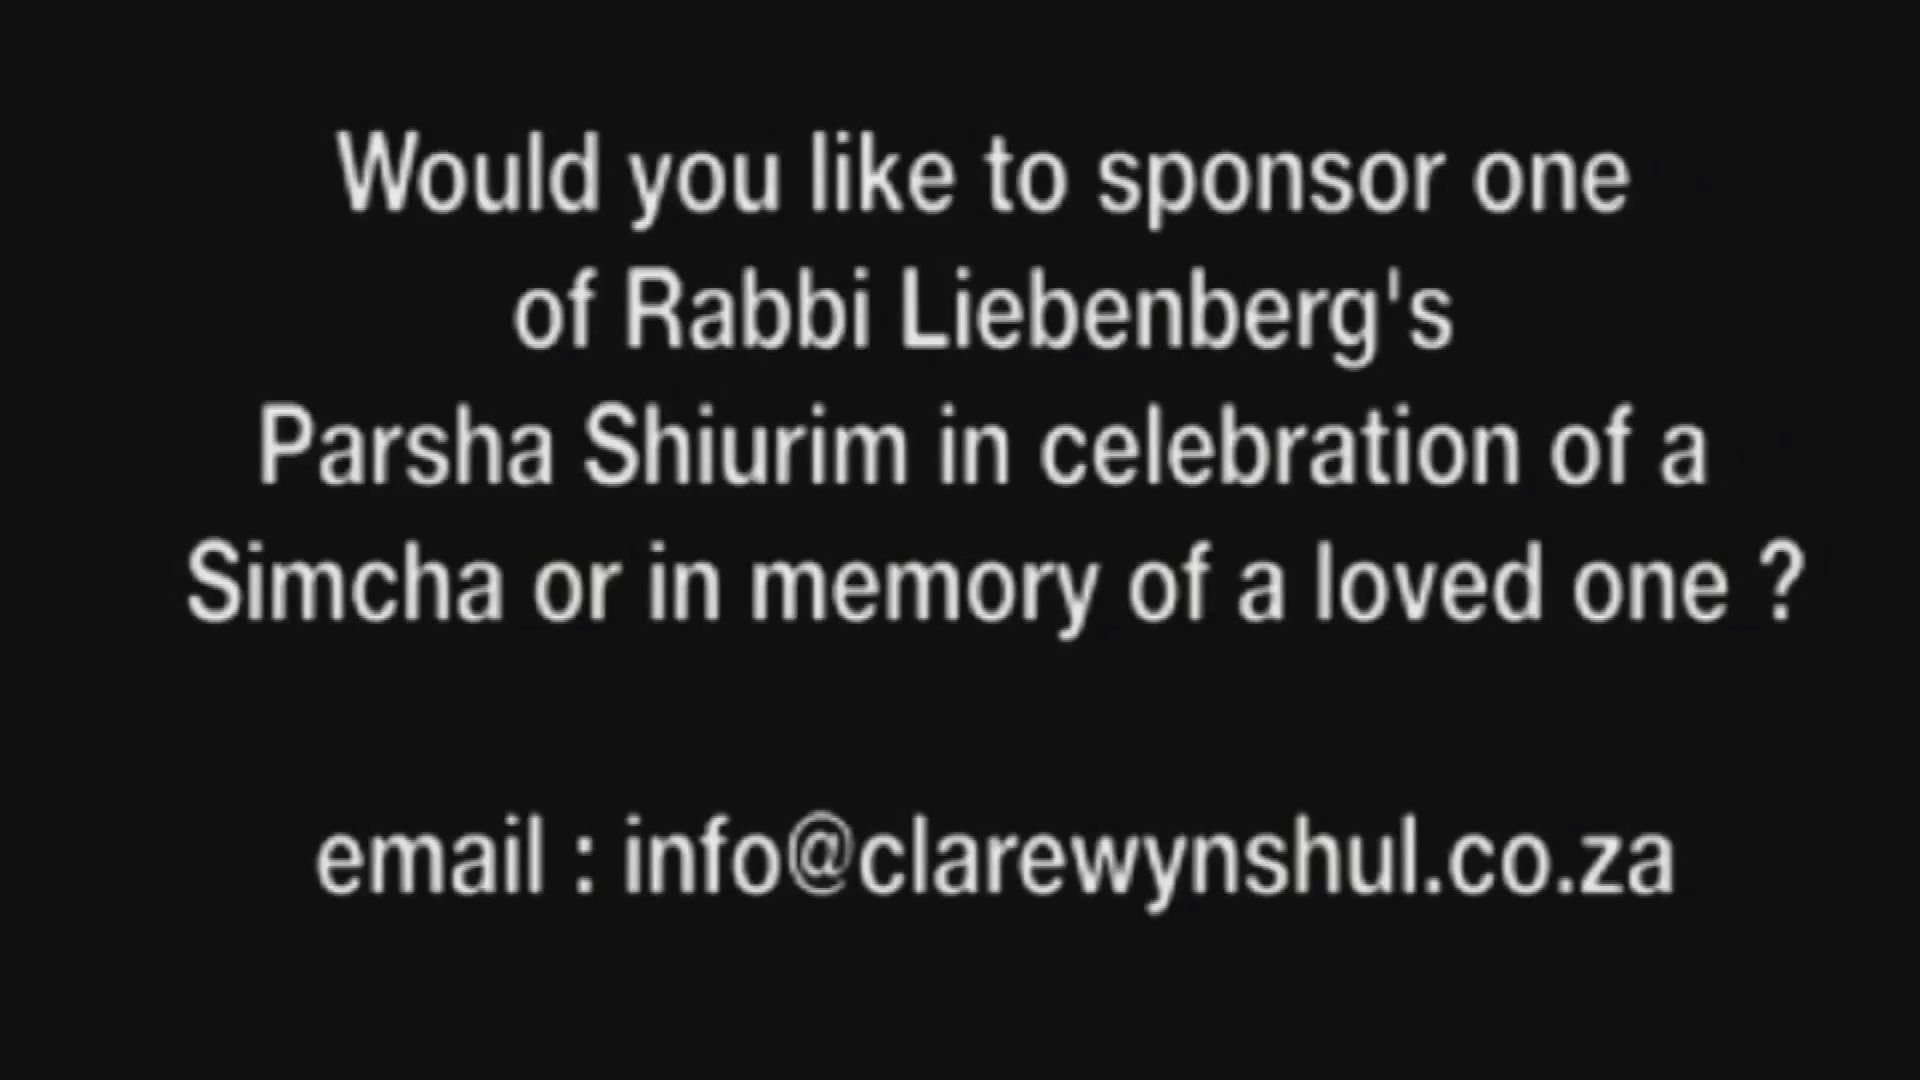 Would you like to sponsor one
of Rabbi Liebenberg's
Parsha Shiurim in celebration of a
Simcha or in memory of a loved one ?
email : info@clarewynshul.co.za